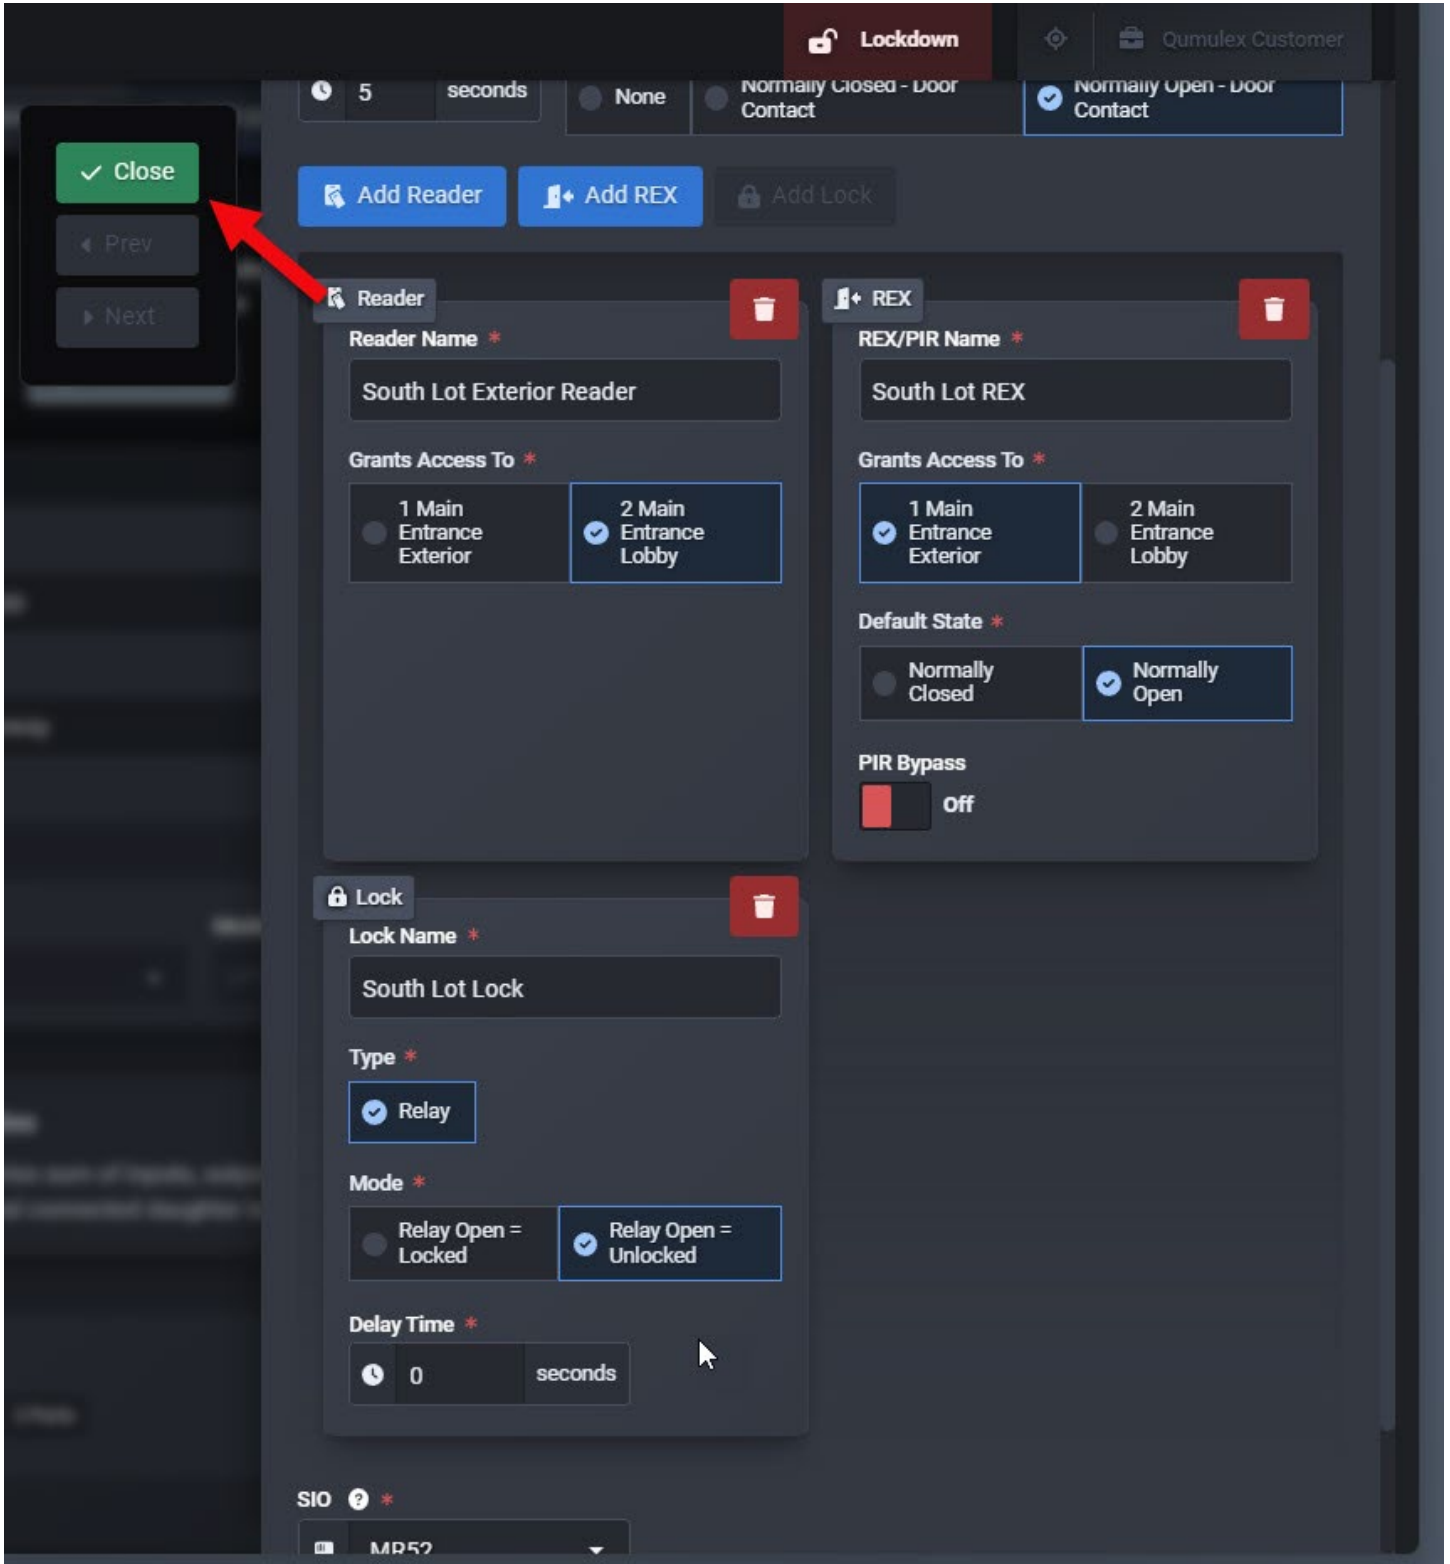 Lockdown
Qumulex Customer
5
seconds
None
Normally Closed - Door
Contact
Normally Open - Door
Contact
Close
Prev
Next
Add Reader
Add REX
Add Lock
Reader
Reader Name *
South Lot Exterior Reader
Grants Access To *
1 Main
Entrance
Exterior
2 Main
Entrance
Lobby
REX
REX/PIR Name *
South Lot REX
Grants Access To *
1 Main
Entrance
Exterior
2 Main
Entrance
Lobby
Default State *
Normally
Closed
Normally
Open
PIR Bypass
Off
Lock
Lock Name *
South Lot Lock
Type *
Relay
Mode *
Relay Open =
Locked
Relay Open =
Unlocked
Delay Time *
0
seconds
SIO ? *
MR52